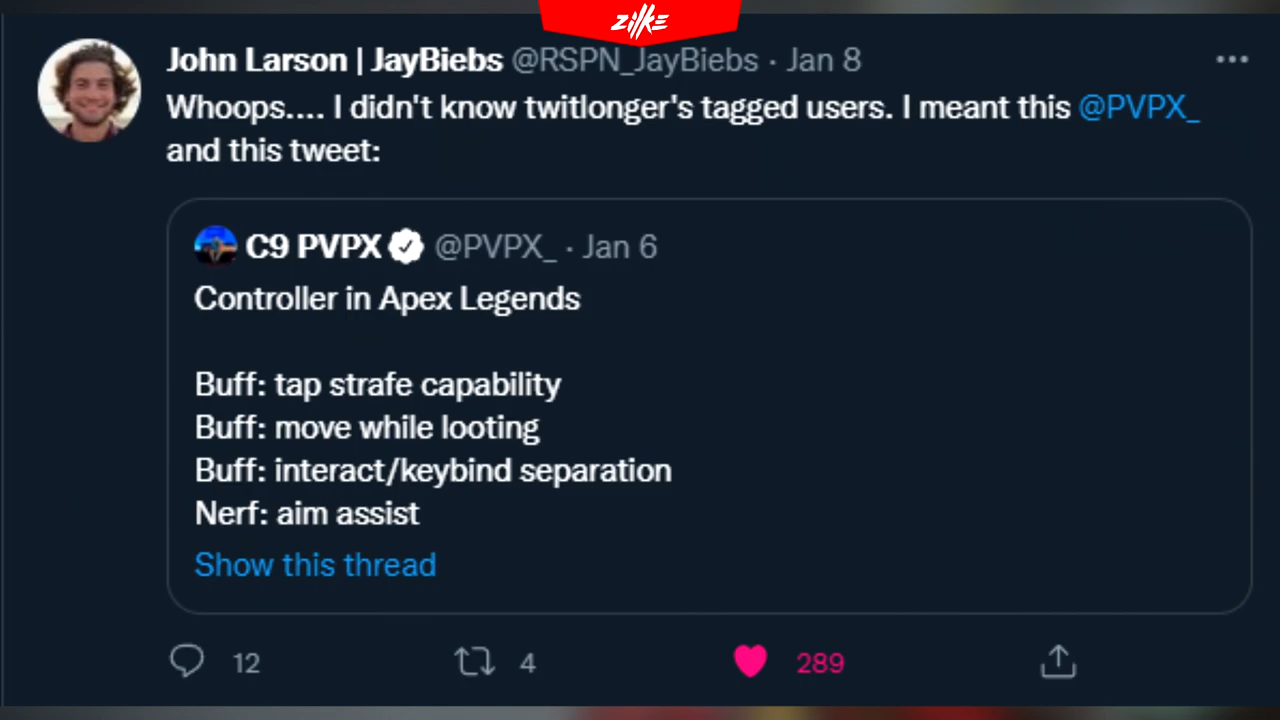 ZILKE
John Larson | JayBiebs @RSPN_JayBiebs · Jan 8
Whoops.... I didn't know twitlonger's tagged users. I meant this @PVPX_
and this tweet:
C9 PVPX @PVPX_ · Jan 6
Controller in Apex Legends
Buff: tap strafe capability
Buff: move while looting
Buff: interact/keybind separation
Nerf: aim assist
Show this thread
12 4 289